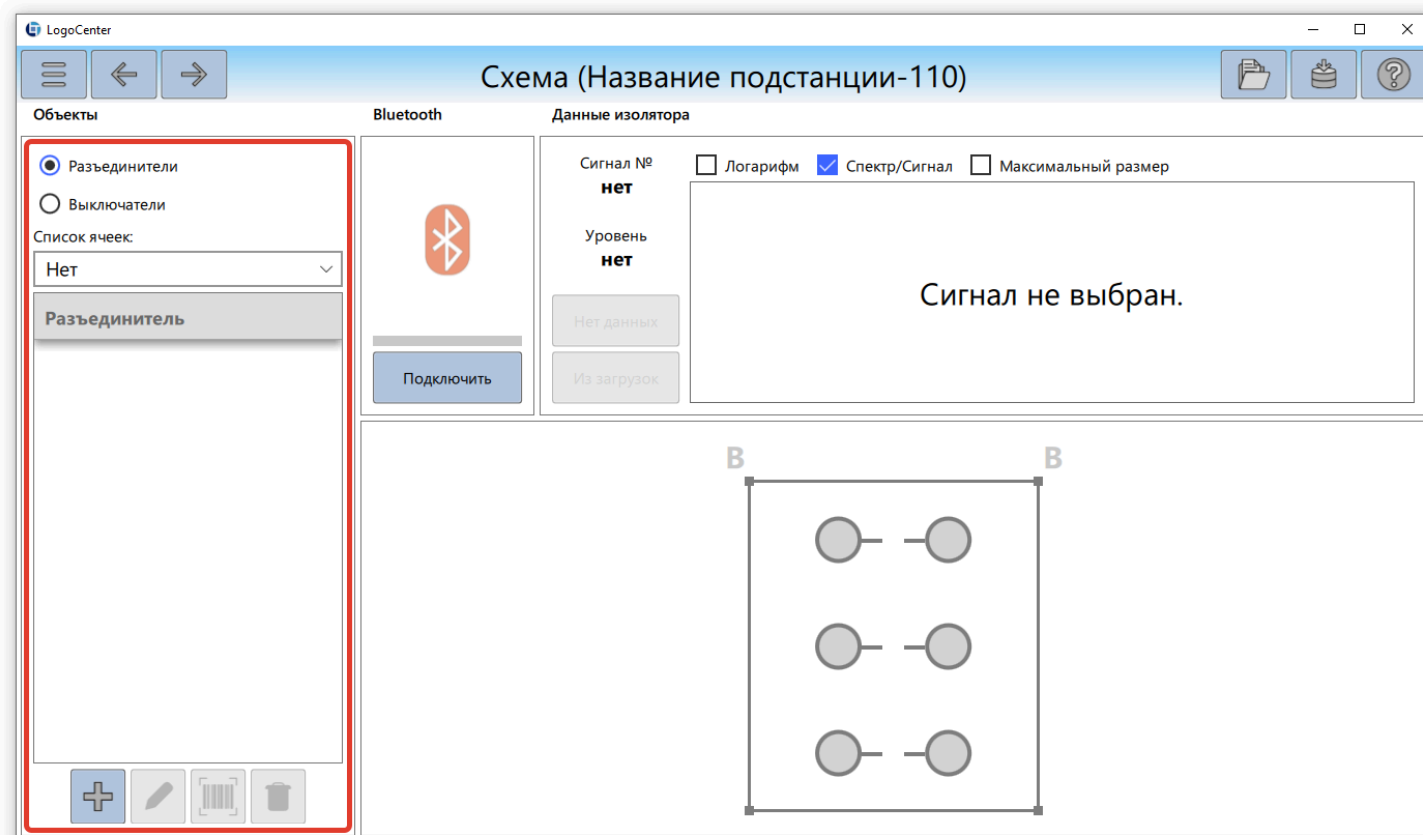 LogoCenter
Схема (Название подстанции-110)
Объекты
Bluetooth
Данные изолятора
Разъединители
Выключатели
Список ячеек:
Нет
Разъединитель
Подключить
Сигнал №
нет
Уровень
нет
Нет данных
Из загрузок
Логарифм
Спектр/Сигнал
Максимальный размер
Сигнал не выбран.
В В